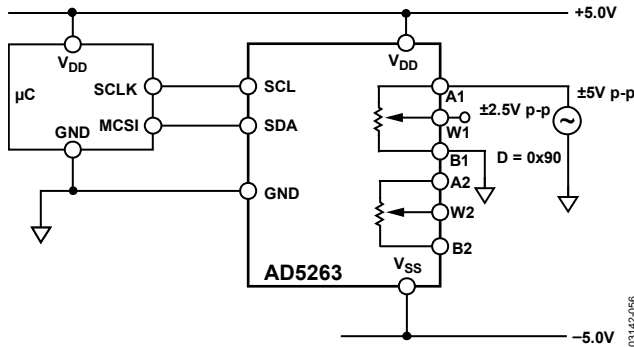 +5.0V
VDD
µC
SCLK
MCSI
GND
VDD
SCL
SDA
GND
A1
W1
B1
A2
W2
B2
VSS
AD5263
±5V p-p
±2.5V p-p
~
D = 0x90
–5.0V
03142-056